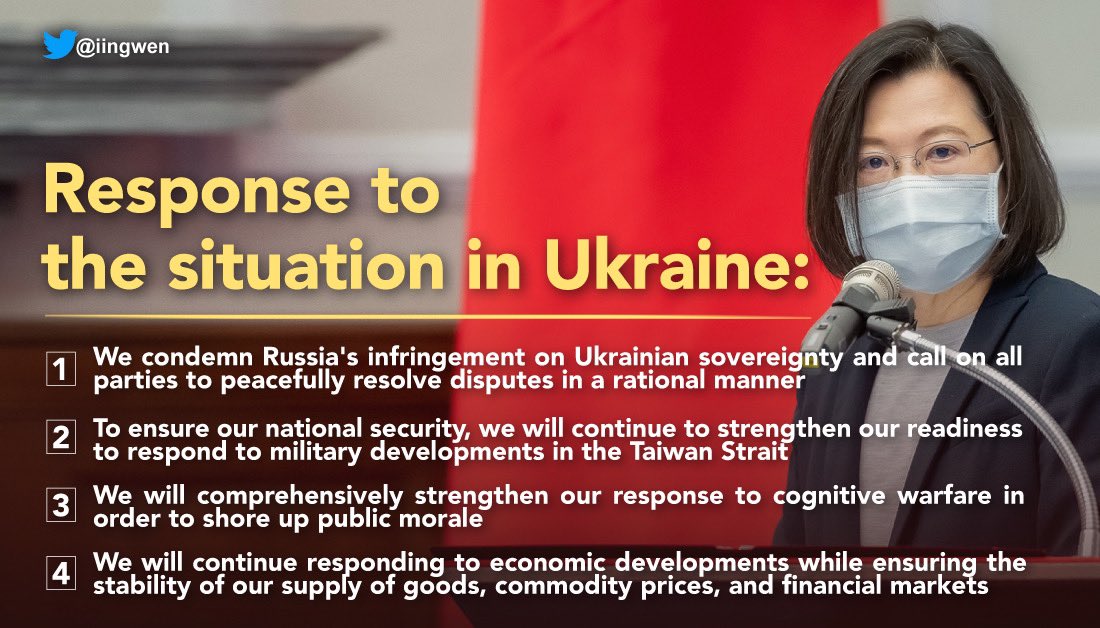 @iingwen
Response to
the situation in Ukraine:
1 We condemn Russia's infringement on Ukrainian sovereignty and call on all
parties to peacefully resolve disputes in a rational manner
2 To ensure our national security, we will continue to strengthen our readiness
to respond to military developments in the Taiwan Strait
3 We will comprehensively strengthen our response to cognitive warfare in
order to shore up public morale
4 We will continue responding to economic developments while ensuring the
stability of our supply of goods, commodity prices, and financial markets